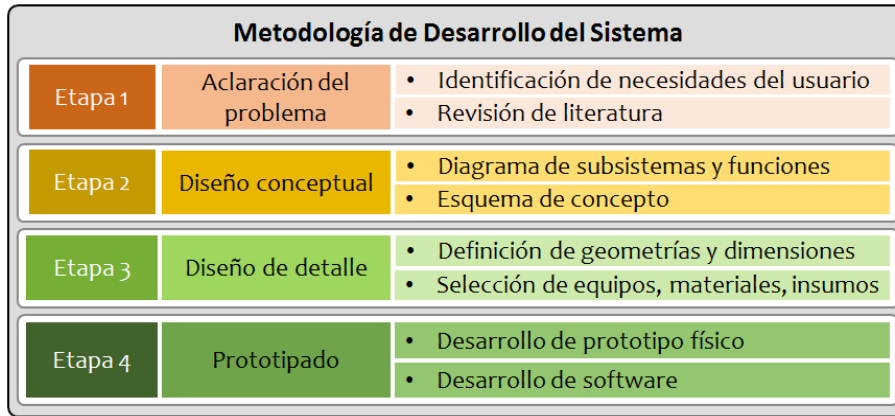 Metodología de Desarrollo del Sistema
Etapa 1
Aclaración del
problema
• Identificación de necesidades del usuario
• Revisión de literatura
Etapa 2
Diseño conceptual
• Diagrama de subsistemas y funciones
• Esquema de concepto
Etapa 3
Diseño de detalle
• Definición de geometrías y dimensiones
• Selección de equipos, materiales, insumos
Etapa 4
Prototipado
• Desarrollo de prototipo físico
• Desarrollo de software